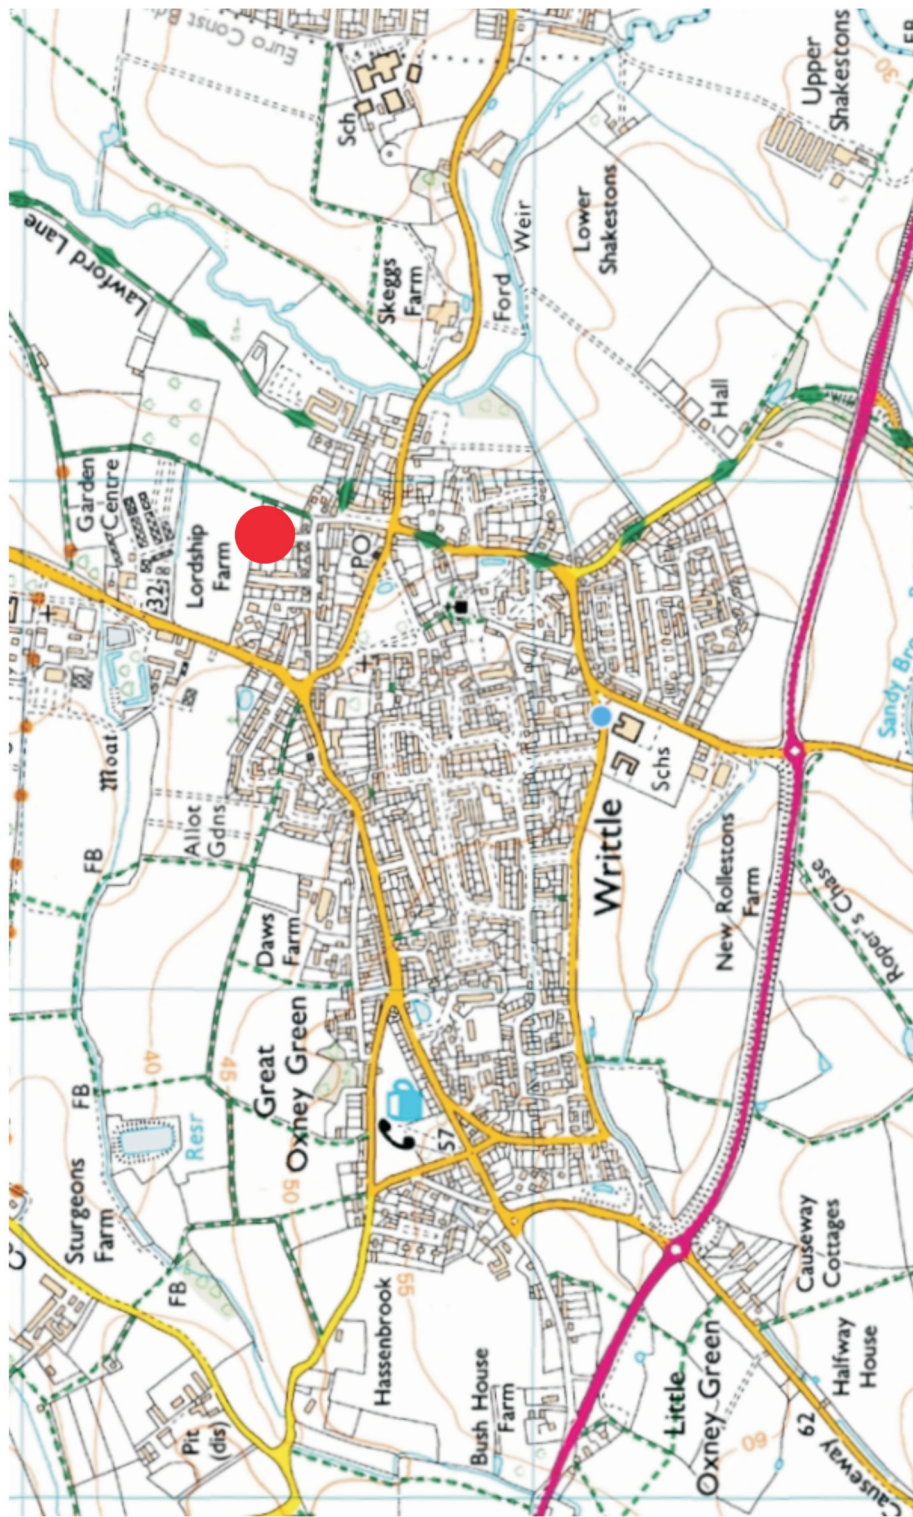 Euro Const Bdy
Sch
Upper
Shakestons
FB
30
Lawford Lane
Skeggs
Farm
Weir
Ford
Lower
Shakestons
Garden
Centre
32
Lordship
Farm
PO
Hall
Moat
Allot
Gdns
FB
Daws
Farm
Writtle
Schs
New Rollestons
Farm
Roper's Chase
40
45
Great
Oxney Green
FB
Resr
50
57
Sturgeons
Farm
FB
55
Hassenbrook
Pit
(dis)
Bush House
Farm
Causeway
Cottages
Halfway
House
Little
Oxney Green
60
62
Causeway